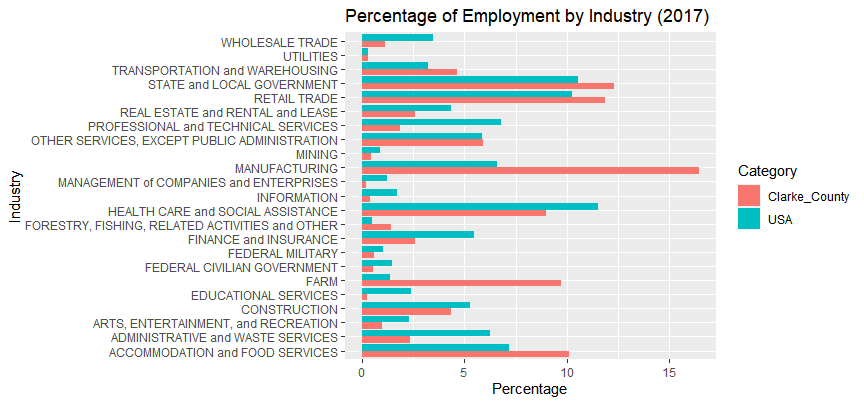 Percentage of Employment by Industry (2017)
WHOLESALE TRADE
UTILITIES
TRANSPORTATION and WAREHOUSING
STATE and LOCAL GOVERNMENT
RETAIL TRADE
REAL ESTATE and RENTAL and LEASE
PROFESSIONAL and TECHNICAL SERVICES
OTHER SERVICES, EXCEPT PUBLIC ADMINISTRATION
MINING
MANUFACTURING
MANAGEMENT of COMPANIES and ENTERPRISES
INFORMATION
HEALTH CARE and SOCIAL ASSISTANCE
FORESTRY, FISHING, RELATED ACTIVITIES and OTHER
FINANCE and INSURANCE
FEDERAL MILITARY
FEDERAL CIVILIAN GOVERNMENT
FARM
EDUCATIONAL SERVICES
CONSTRUCTION
ARTS, ENTERTAINMENT, and RECREATION
ADMINISTRATIVE and WASTE SERVICES
ACCOMMODATION and FOOD SERVICES
Industry
0 5 10 15
Percentage
Category
Clarke_County
USA